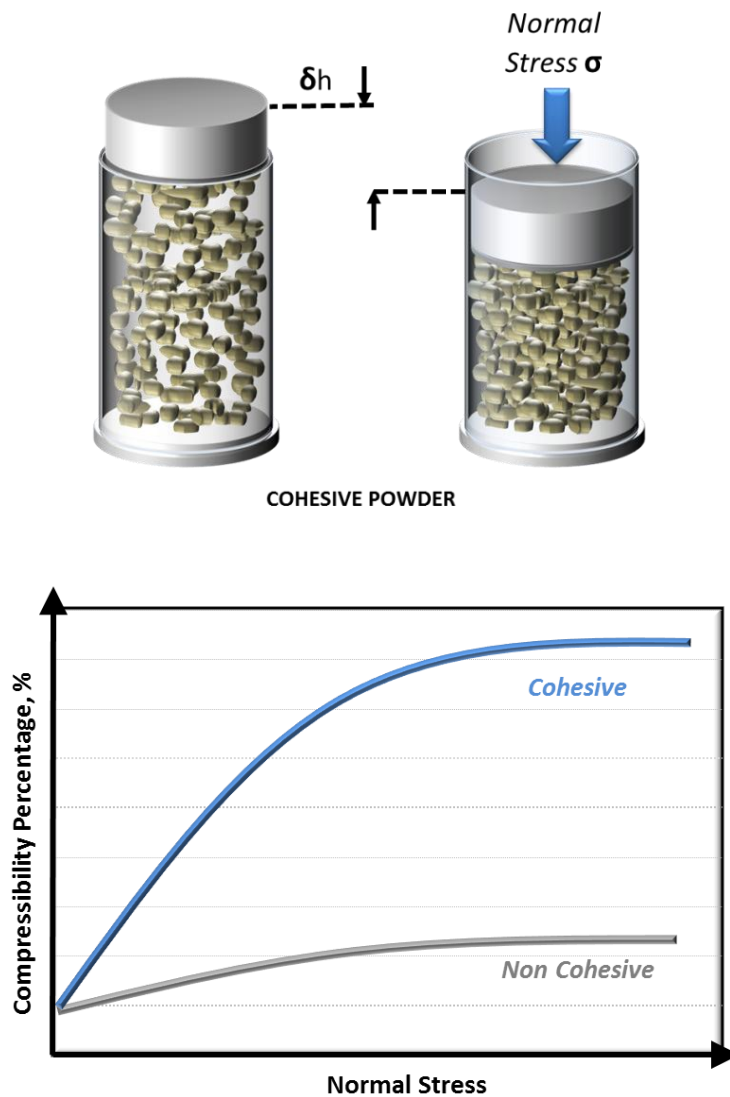 Normal
Stress σ
δh
COHESIVE POWDER
Compressibility Percentage, %
Cohesive
Non Cohesive
Normal Stress